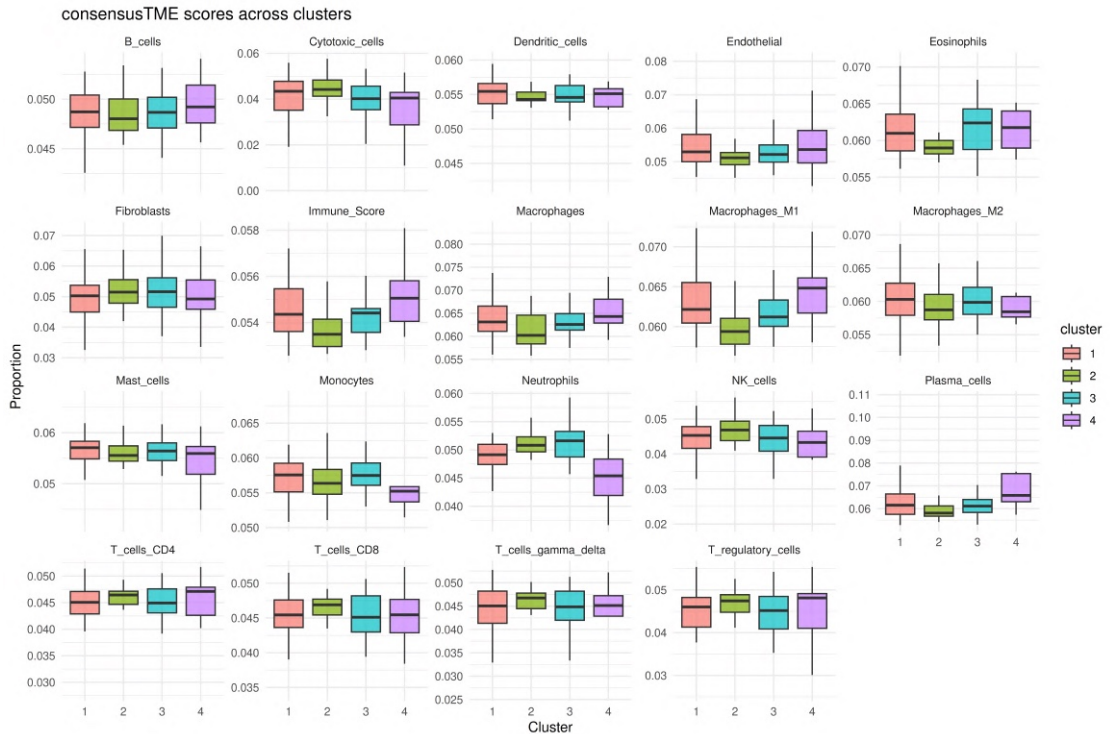 consensusTME scores across clusters
B_cells
Cytotoxic_cells
Dendritic_cells
Endothelial
Eosinophils
0.050
0.045
0.06
0.04
0.02
0.00
0.060
0.055
0.050
0.045
0.08
0.07
0.06
0.05
0.070
0.065
0.060
0.055
Fibroblasts
Immune_Score
Macrophages
Macrophages_M1
Macrophages_M2
0.07
0.06
0.05
0.04
0.03
0.058
0.056
0.054
0.080
0.075
0.070
0.065
0.060
0.055
0.070
0.065
0.060
0.070
0.065
0.060
0.055
Mast_cells
Monocytes
Neutrophils
NK_cells
Plasma_cells
0.06
0.05
0.065
0.060
0.055
0.050
0.060
0.055
0.050
0.045
0.040
0.05
0.04
0.03
0.02
0.11
0.10
0.09
0.08
0.07
0.06
1 2 3 4
T_cells_CD4
T_cells_CD8
T_cells_gamma_delta
T_regulatory_cells
0.050
0.045
0.040
0.035
0.030
0.050
0.045
0.040
0.035
0.050
0.045
0.040
0.035
0.030
0.025
0.05
0.04
0.03
1 2 3 4
1 2 3 4
1 2 3 4
1 2 3 4
Cluster
Proportion
cluster
1
2
3
4